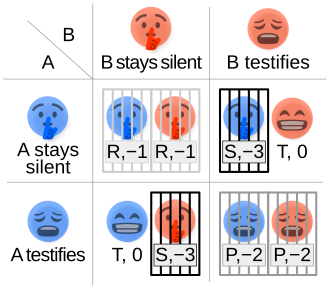 B
A
B stays silent
B testifies
A stays
silent
R,−1 R,−1
S,−3 T, 0
A testifies
T, 0 S,−3
P,−2 P,−2